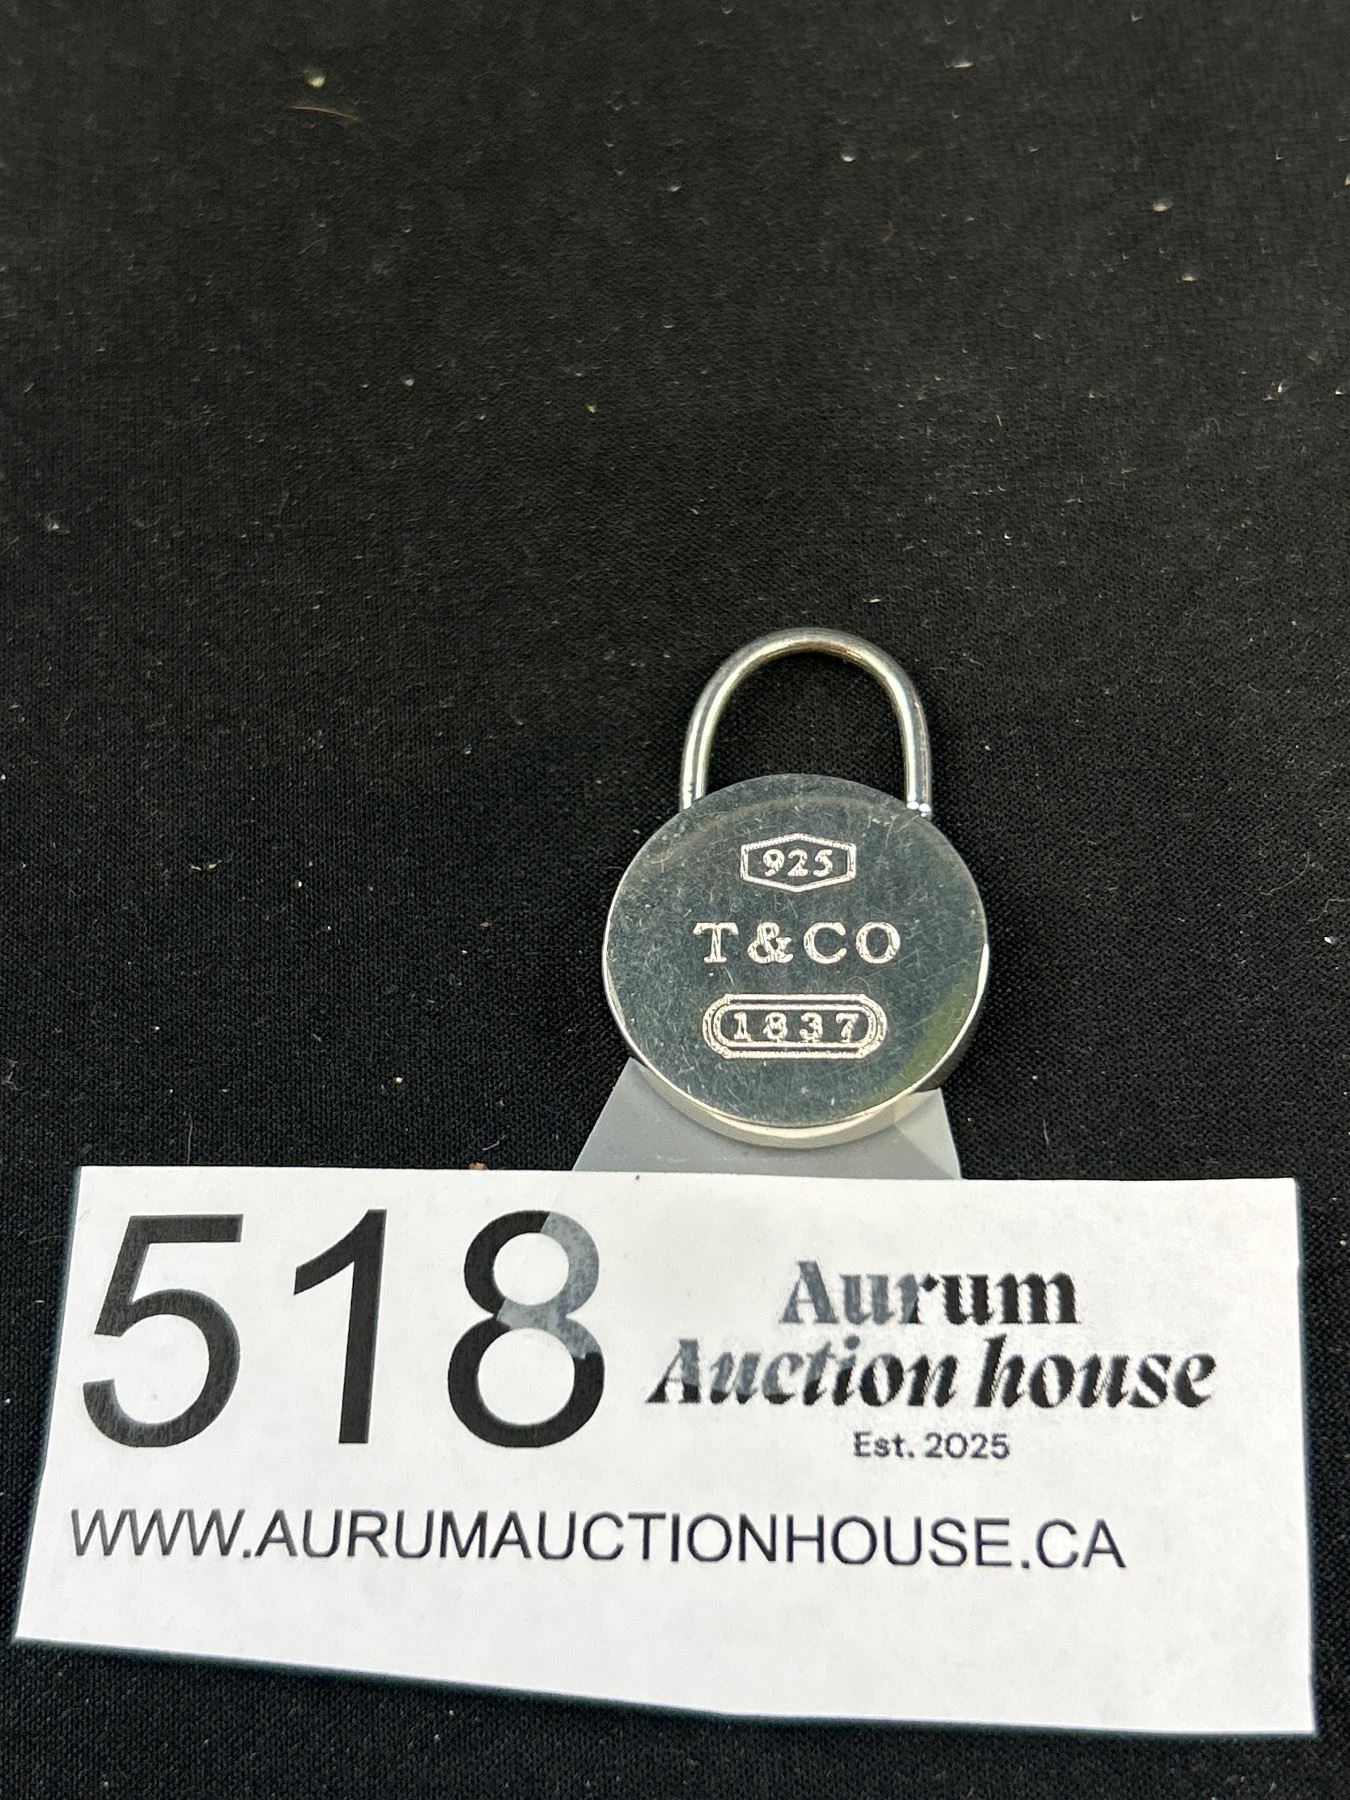 925
T&CO
1837
518
Aurum
Auction house
Est. 2025
WWW.AURUMAUCTIONHOUSE.CA